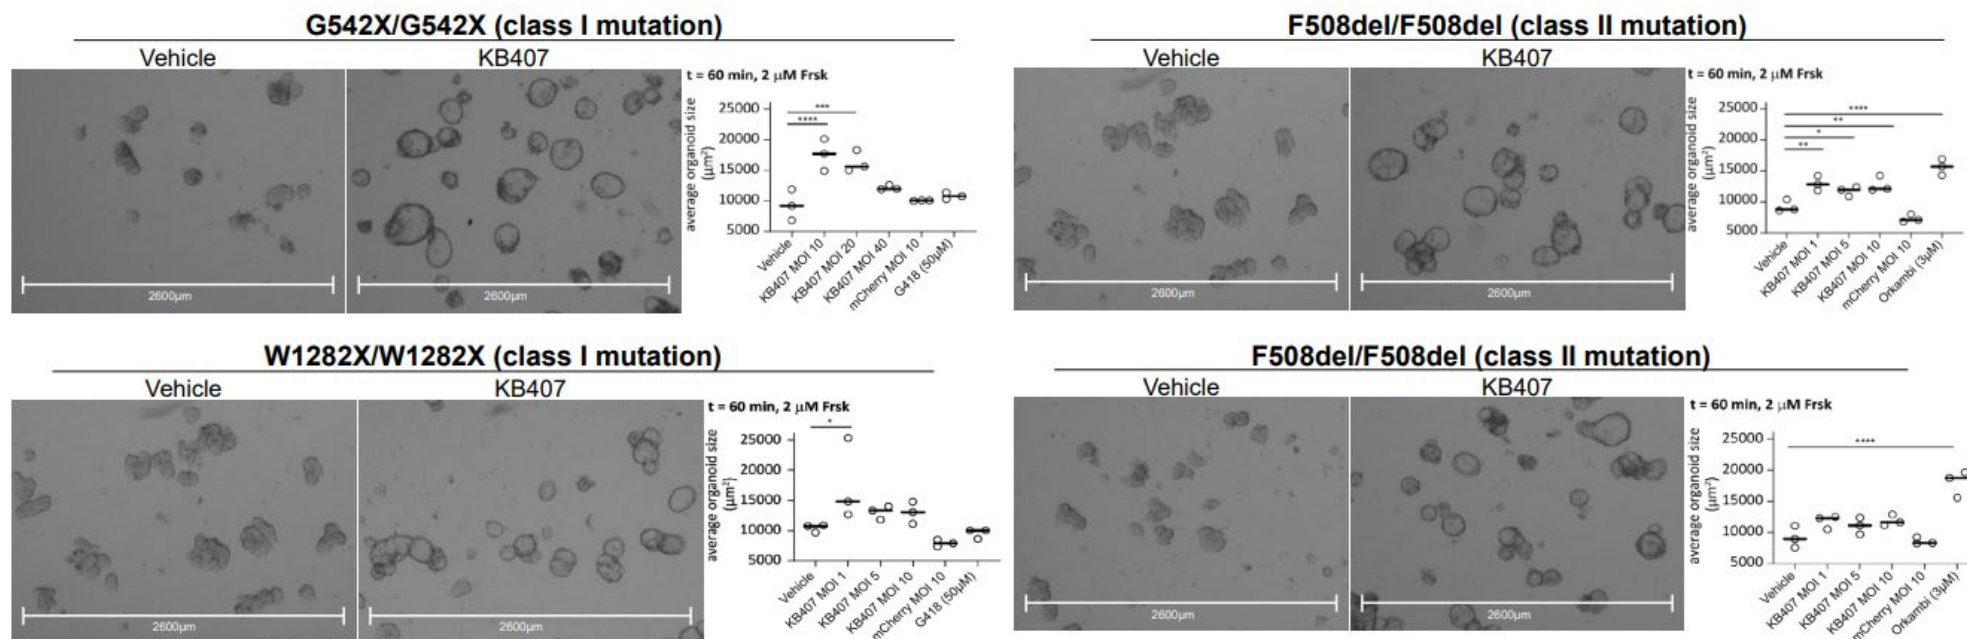 G542X/G542X (class I mutation)
Vehicle
KB407
2600µm
2600µm
t = 60 min, 2 µM Frsk
average organoid size
(µm²)
25000
20000
15000
10000
5000
***
****
Vehicle
KB407 MOI 10
KB407 MOI 20
KB407 MOI 40
mCherry MOI 10
G418 (50µM)
F508del/F508del (class II mutation)
Vehicle
KB407
2600µm
2600µm
t = 60 min, 2 µM Frsk
average organoid size
(µm²)
25000
20000
15000
10000
5000
****
**
*
**
Vehicle
KB407 MOI 1
KB407 MOI 5
KB407 MOI 10
mCherry MOI 10
Orkambi (3µM)
W1282X/W1282X (class I mutation)
Vehicle
KB407
2600µm
2600µm
t = 60 min, 2 µM Frsk
average organoid size
(µm²)
25000
20000
15000
10000
5000
*
Vehicle
KB407 MOI 1
KB407 MOI 5
KB407 MOI 10
mCherry MOI 10
G418 (50µM)
F508del/F508del (class II mutation)
Vehicle
KB407
2600µm
2600µm
t = 60 min, 2 µM Frsk
average organoid size
(µm²)
25000
20000
15000
10000
5000
****
Vehicle
KB407 MOI 1
KB407 MOI 5
KB407 MOI 10
mCherry MOI 10
Orkambi (3µM)